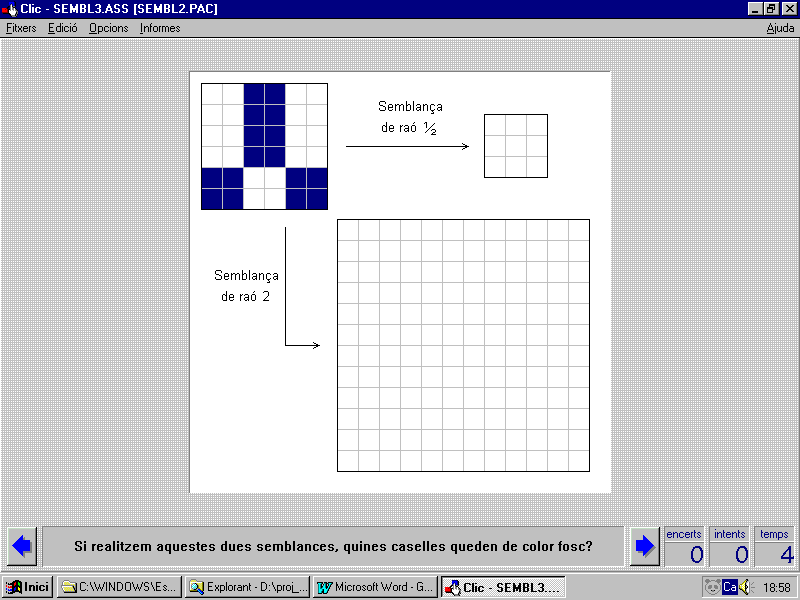 Clic - SEMBL3.ASS [SEMBL2.PAC]
Fitxers Edició Opcions Informes Ajuda
Semblança
de raó ½
Semblança
de raó 2
Si realitzem aquestes dues semblances, quines caselles queden de color fosc?
encerts intents temps
0 0 4
Inici C:\WINDOWS\Es... Explorant - D:\proj_... Microsoft Word - G... Clic - SEMBL3.... Ca 18:58